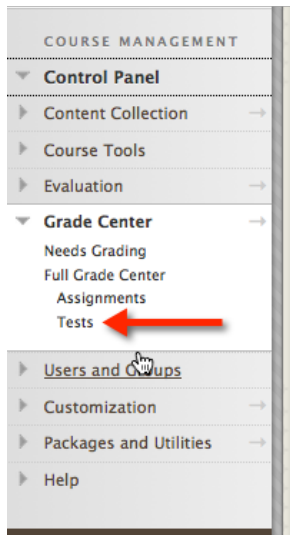 COURSE MANAGEMENT
Control Panel
Content Collection
Course Tools
Evaluation
Grade Center
Needs Grading
Full Grade Center
Assignments
Tests
Users and Groups
Customization
Packages and Utilities
Help